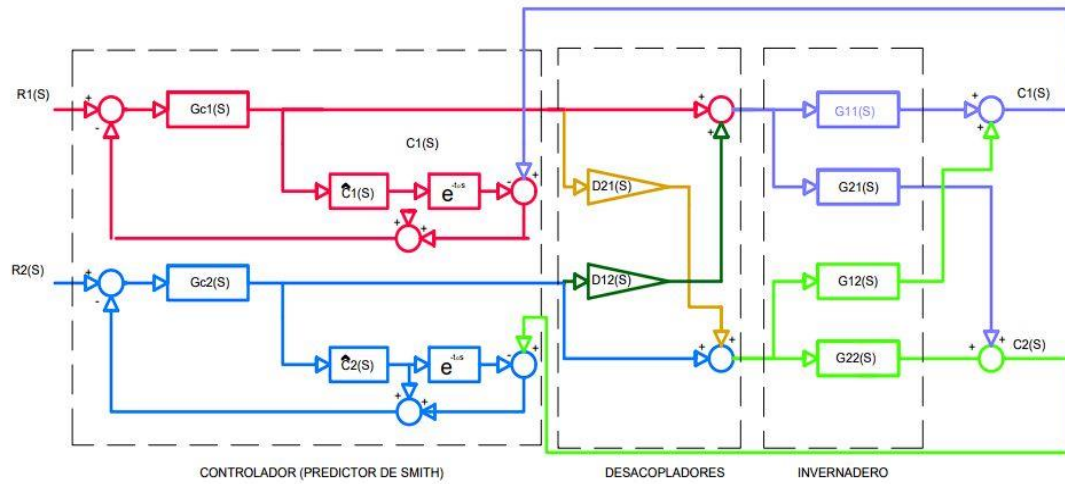 R1(S)
+
-
Gc1(S)
C1(S)
Ĉ1(S)
-
+
+
+
R2(S)
+
-
Gc2(S)
Ĉ2(S)
-
+
+
+
D21(S)
D12(S)
+
+
+
+
G11(S)
G21(S)
G12(S)
G22(S)
+
+
C1(S)
+
+
C2(S)
CONTROLADOR (PREDICTOR DE SMITH)
DESACOPLADORES
INVERNADERO